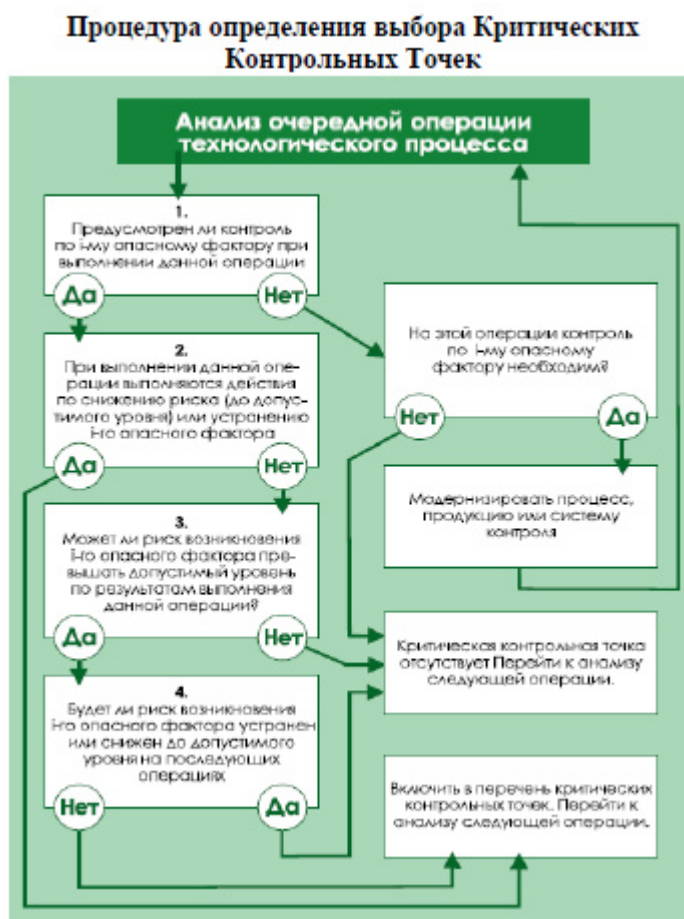 Процедура определения выбора Критических
Контрольных Точек
Анализ очередной операции
технологического процесса
1.
Предусмотрен ли контроль
по i-му опасному фактору при
выполнении данной операции
Да
Нет
На этой операции контроль
по i-му опасному
фактору необходим?
Нет
Да
2.
При выполнении данной опе-
рации выполняются действия
по снижению риска (до допус-
тимого уровня) или устранению
i-го опасного фактора
Да
Нет
Модернизировать процесс,
продукцию или систему
контроля
3.
Может ли риск возникновения
i-го опасного фактора пре-
вышать допустимый уровень
по результатам выполнения
данной операции?
Да
Нет
Критическая контрольная точка
отсутствует Перейти к анализу
следующей операции.
4.
Будет ли риск возникновения
i-го опасного фактора устранен
или снижен до допустимого
уровня на последующих
операциях
Нет
Да
Включить в перечень критических
контрольных точек. Перейти к
анализу следующей операции.